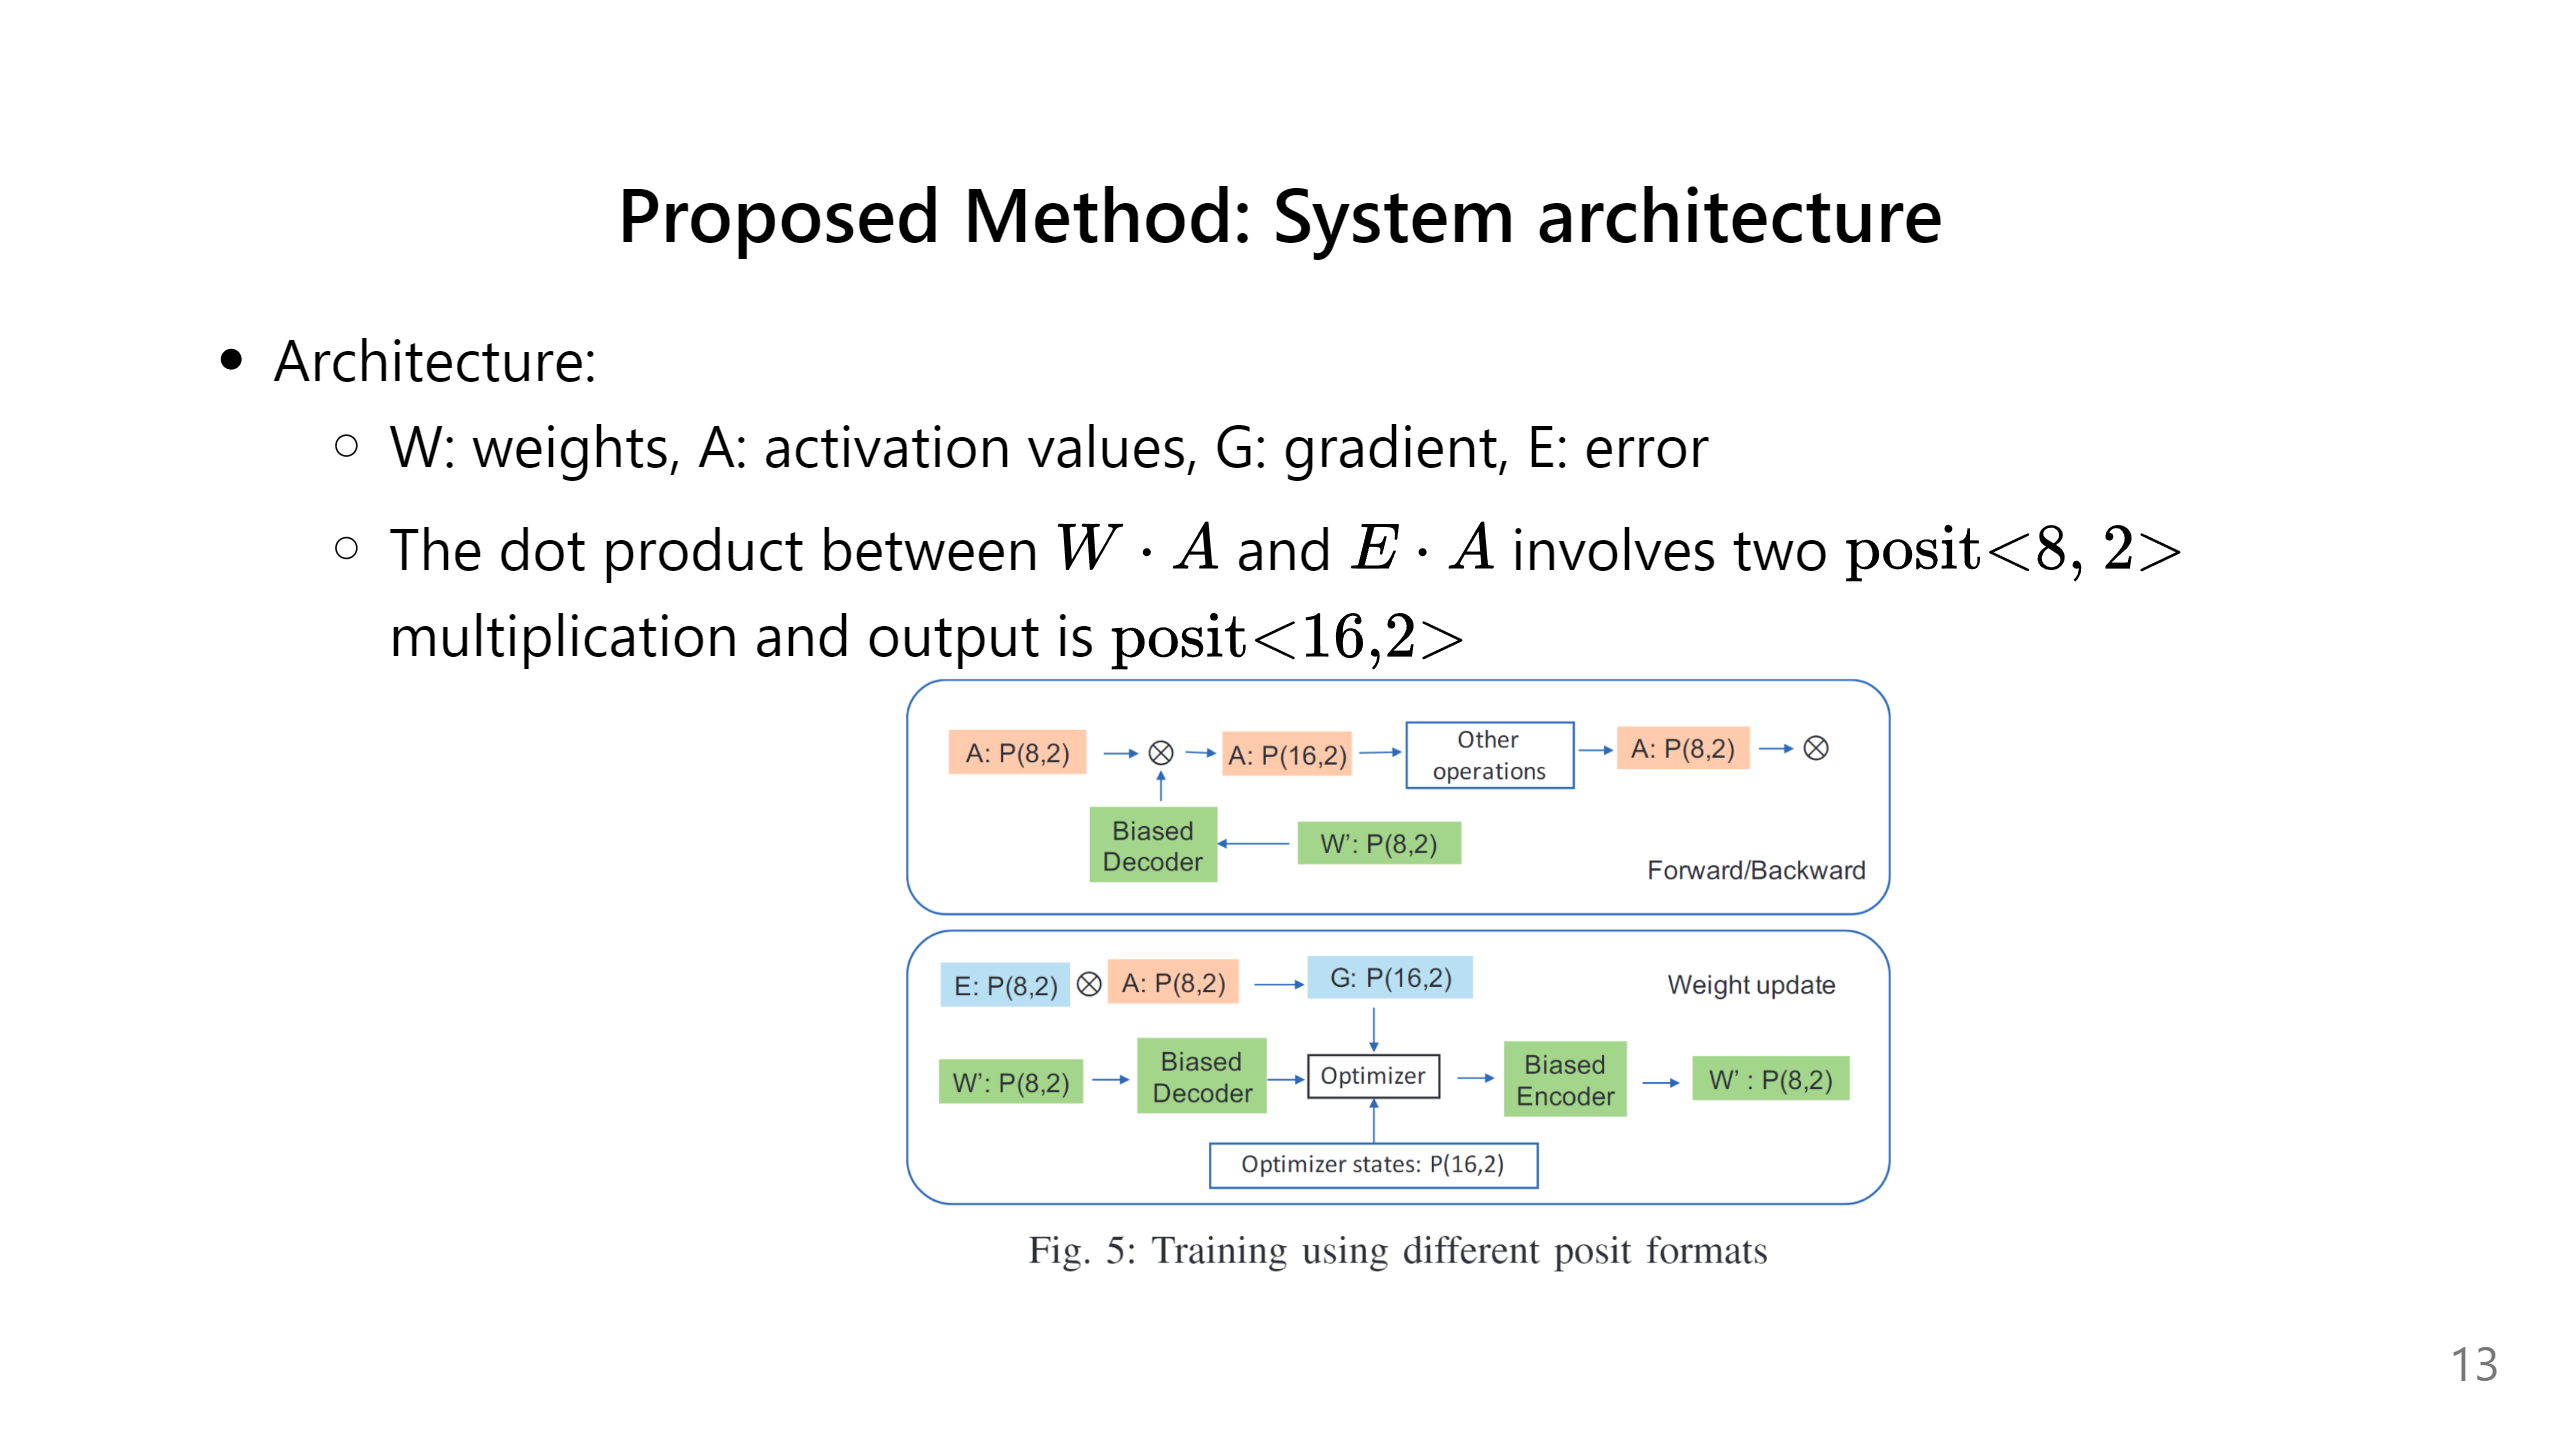 Proposed Method: System architecture
• Architecture:
○ W: weights, A: activation values, G: gradient, E: error
○ The dot product between W · A and E · A involves two posit<8, 2>
multiplication and output is posit<16,2>
A: P(8,2) ⊗ A: P(16,2) Other
operations A: P(8,2) ⊗
Biased
Decoder W': P(8,2)
Forward/Backward
E: P(8,2) ⊗ A: P(8,2) G: P(16,2) Weight update
W': P(8,2) Biased
Decoder Optimizer Biased
Encoder W' : P(8,2)
Optimizer states: P(16,2)
Fig. 5: Training using different posit formats
13